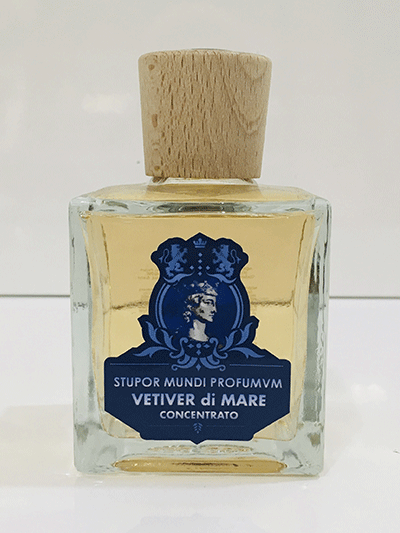 STUPOR MUNDI PROFUMVM
VETIVER di MARE
CONCENTRATO